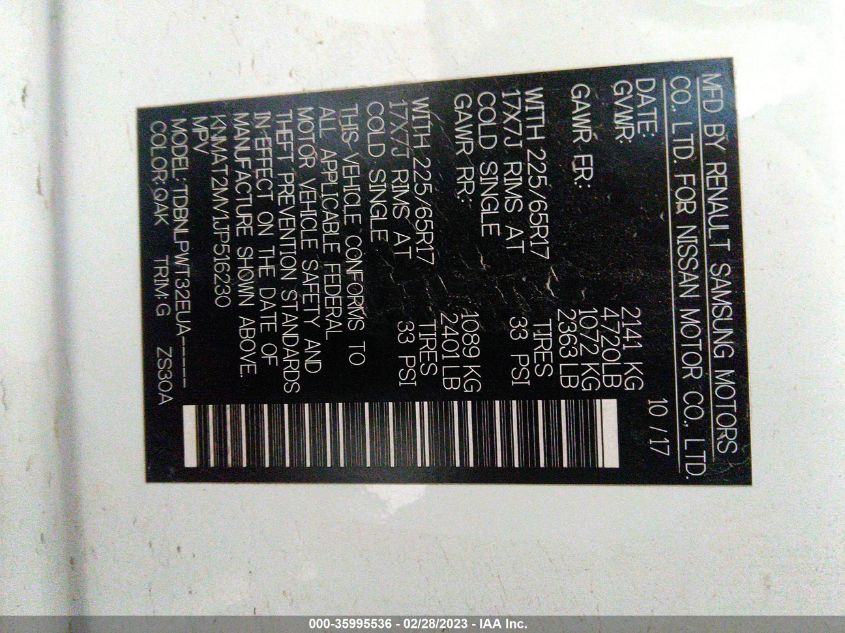 MFD BY RENAULT SAMSUNG MOTORS
CO., LTD. FOR NISSAN MOTOR CO., LTD.
DATE: 10 /17
GVWR: 2141 KG
4720LB
GAWR FR: 1072 KG
2363 LB
WITH 225/65R17 TIRES
17X7J RIMS AT 33 PSI
COLD SINGLE
GAWR RR: 1089 KG
2401 LB
WITH 225/65R17 TIRES
17X7J RIMS AT 33 PSI
COLD SINGLE
THIS VEHICLE CONFORMS TO
ALL APPLICABLE FEDERAL
MOTOR VEHICLE SAFETY AND
THEFT PREVENTION STANDARDS
IN EFFECT ON THE DATE OF
MANUFACTURE SHOWN ABOVE.
KNMAT2MV1JP516230
MPV
MODEL: TDBNLPWT32EUA-----
COLOR:QAK TRIM:G ZS30A
000-35995536 - 02/28/2023 - IAA Inc.